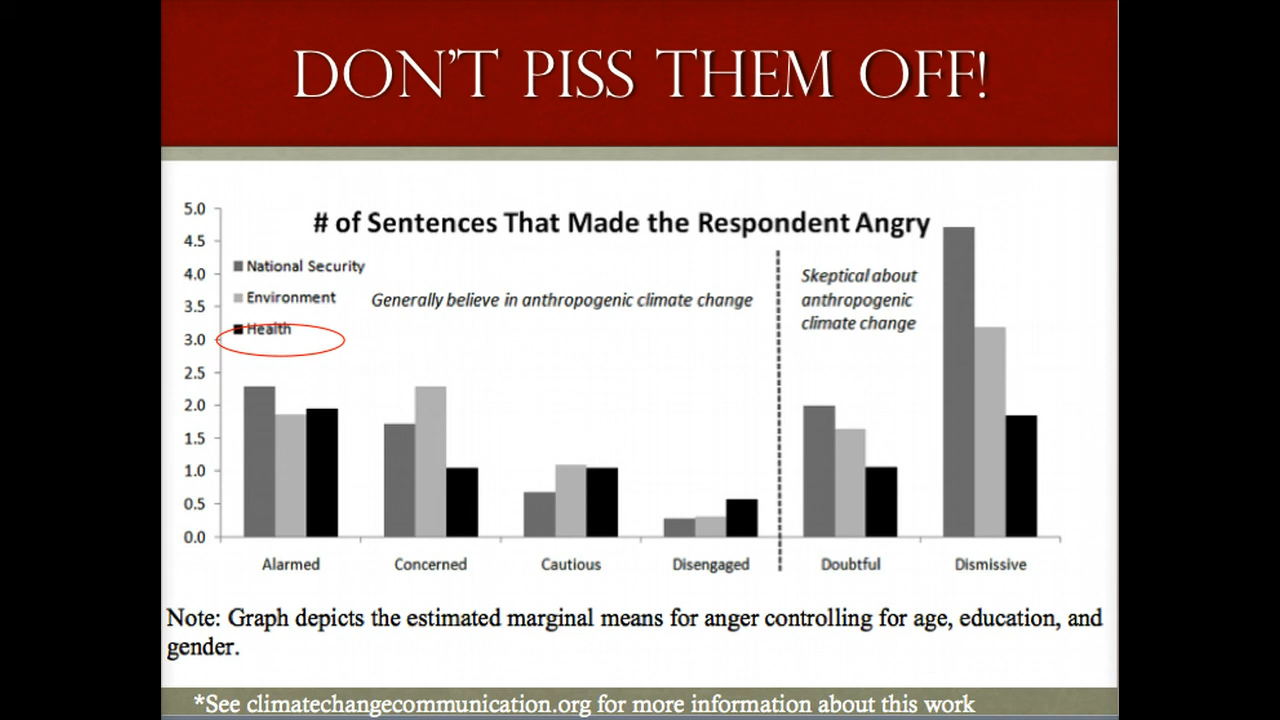 DON'T PISS THEM OFF!
# of Sentences That Made the Respondent Angry
5.0
4.5
4.0
3.5
3.0
2.5
2.0
1.5
1.0
0.5
0.0
National Security
Environment
Health
Generally believe in anthropogenic climate change
Skeptical about
anthropogenic
climate change
Alarmed Concerned Cautious Disengaged Doubtful Dismissive
Note: Graph depicts the estimated marginal means for anger controlling for age, education, and
gender.
*See climatechangecommunication.org for more information about this work